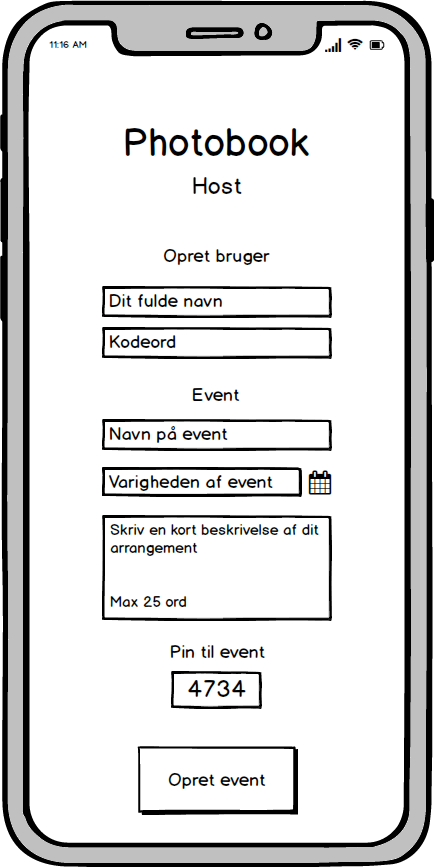 11:16 AM
Photobook
Host
Opret bruger
Dit fulde navn
Kodeord
Event
Navn på event
Varigheden af event
Skriv en kort beskrivelse af dit
arrangement
Max 25 ord
Pin til event
4734
Opret event